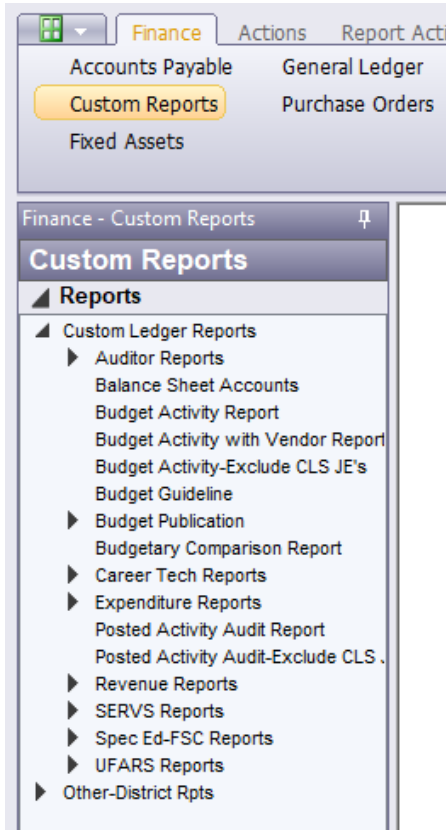 Finance Actions Report Acti
Accounts Payable General Ledger
Custom Reports Purchase Orders
Fixed Assets
Finance - Custom Reports
Custom Reports
Reports
Custom Ledger Reports
Auditor Reports
Balance Sheet Accounts
Budget Activity Report
Budget Activity with Vendor Report
Budget Activity-Exclude CLS JE's
Budget Guideline
Budget Publication
Budgetary Comparison Report
Career Tech Reports
Expenditure Reports
Posted Activity Audit Report
Posted Activity Audit-Exclude CLS
Revenue Reports
SERVS Reports
Spec Ed-FSC Reports
UFARS Reports
Other-District Rpts